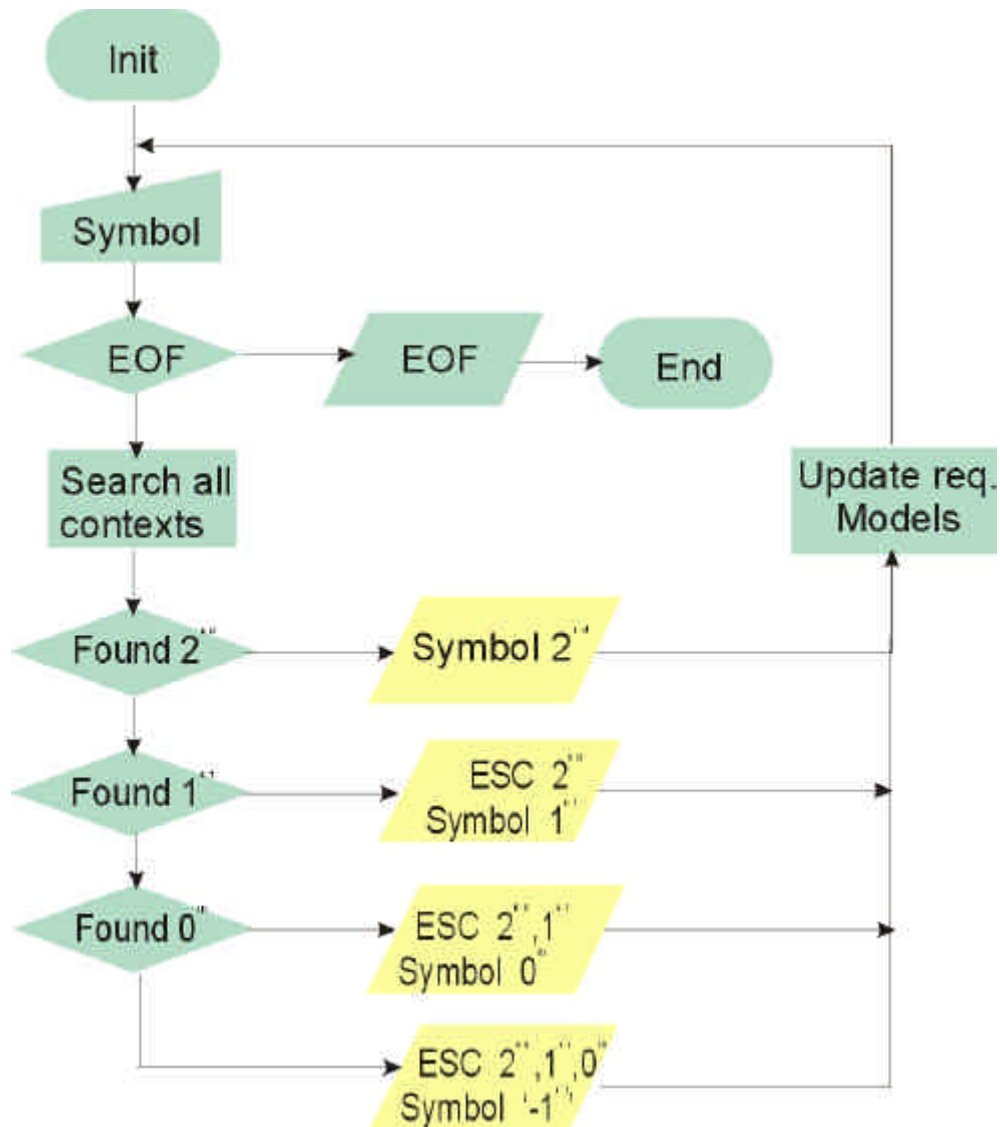 Init
Symbol
EOF
EOF
End
Search all
contexts
Update req.
Models
Found 2
Symbol 2
Found 1
ESC 2
Symbol 1
Found 0
ESC 2 , 1
Symbol 0
ESC 2 , 1 , 0
Symbol -1